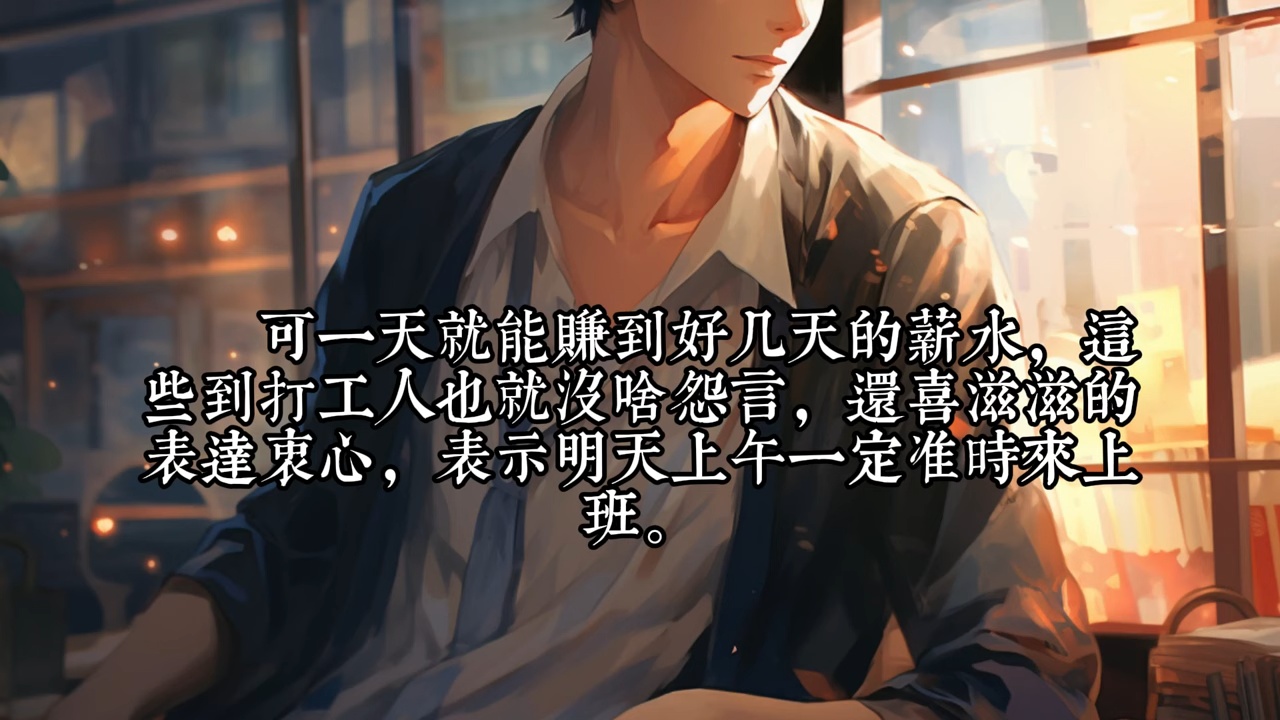 可一天就能賺到好几天的薪水，這
些到打工人也就沒啥怨言，還喜滋滋的
表達衷心，表示明天上午一定准時來上
班。